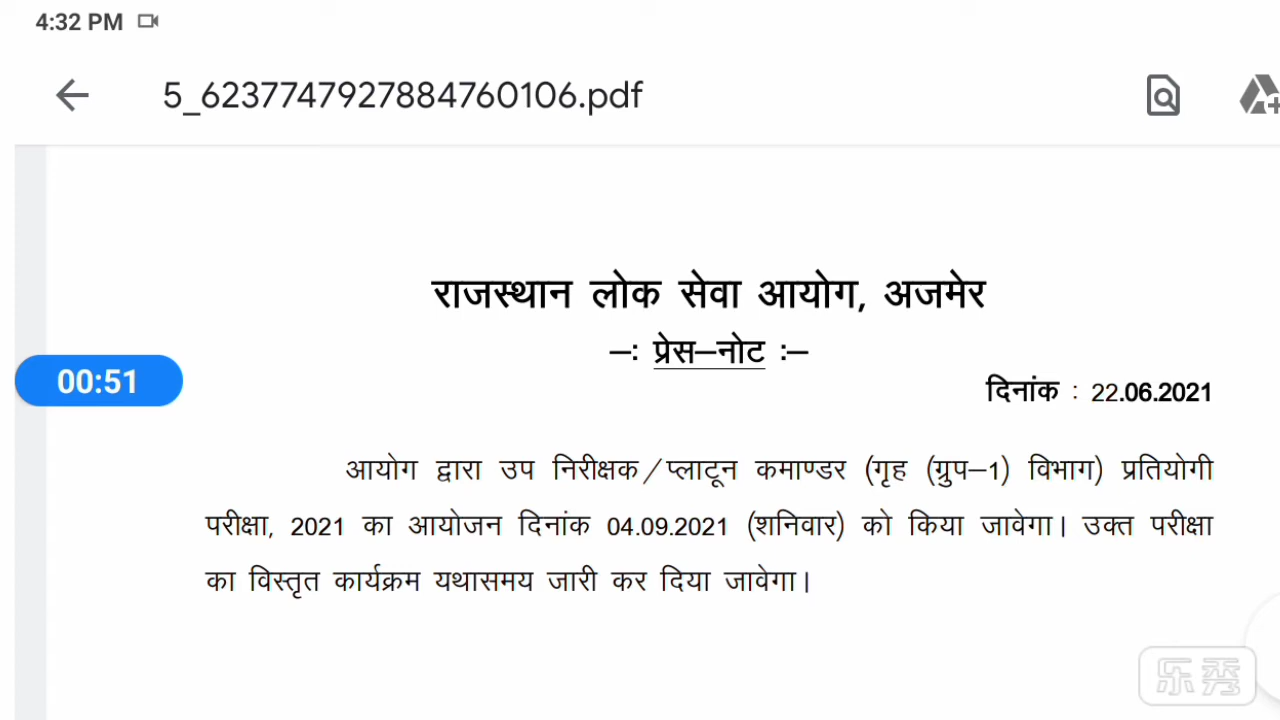 4:32 PM
5_6237747927884760106.pdf
राजस्थान लोक सेवा आयोग, अजमेर
–: प्रेस–नोट :–
00:51
दिनांक : 22.06.2021
आयोग द्वारा उप निरीक्षक/प्लाटून कमाण्डर (गृह (ग्रुप–1) विभाग) प्रतियोगी
परीक्षा, 2021 का आयोजन दिनांक 04.09.2021 (शनिवार) को किया जावेगा। उक्त परीक्षा
का विस्तृत कार्यक्रम यथासमय जारी कर दिया जावेगा।
乐秀